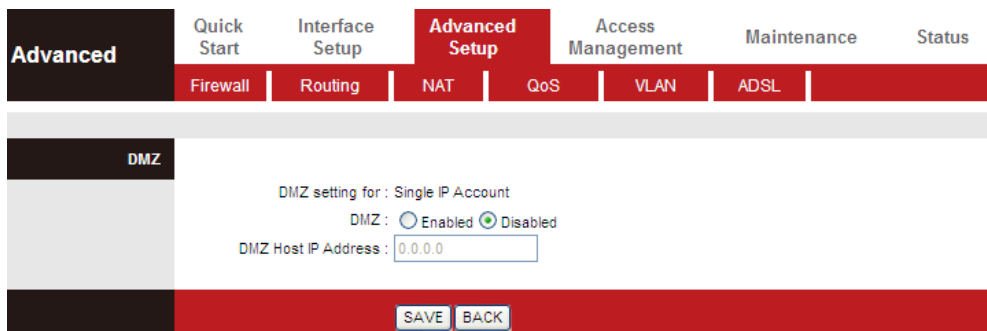 Advanced
Quick Start
Interface Setup
Advanced Setup
Access Management
Maintenance
Status
Firewall
Routing
NAT
QoS
VLAN
ADSL
DMZ
DMZ setting for : Single IP Account
DMZ : Enabled Disabled
DMZ Host IP Address : 0.0.0.0
SAVE BACK